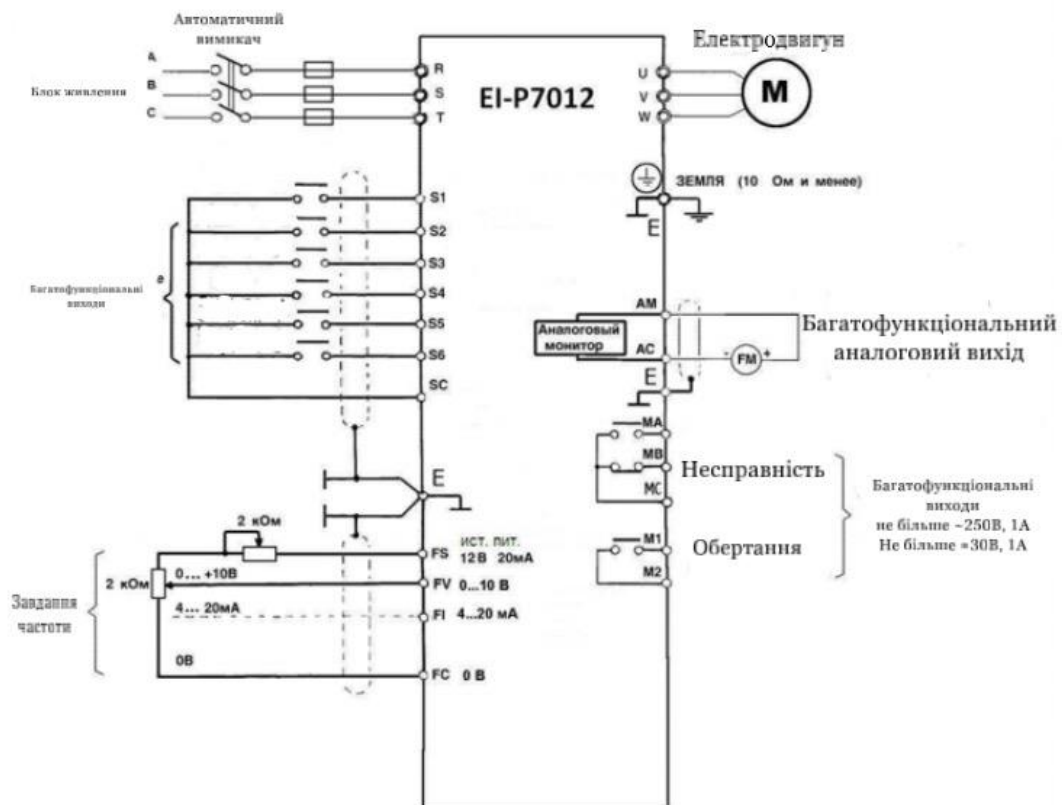 Автоматичний
вимикач
Електродвигун
A
B
C
Блок живлення
R
S
T
EI-P7012
U
V
W
M
ЗЕМЛЯ (10 Ом и менее)
E
S1
S2
S3
S4
S5
S6
SC
е
Багатофункціональні
виходи
AM
AC
Аналоговый
монитор
- FM +
E
Багатофункціональний
аналоговий вихід
MA
MB
MC
Несправність
M1
M2
Обертання
Багатофункціональні
виходи
не більше ~250В, 1А
Не більше =30В, 1А
E
2 кОм
ист. пит.
FS 12В 20мА
0... +10В
2 кОм
FV 0...10 В
4... 20мА
FI 4...20 мА
Завдання
частоти
0В
FC 0 В